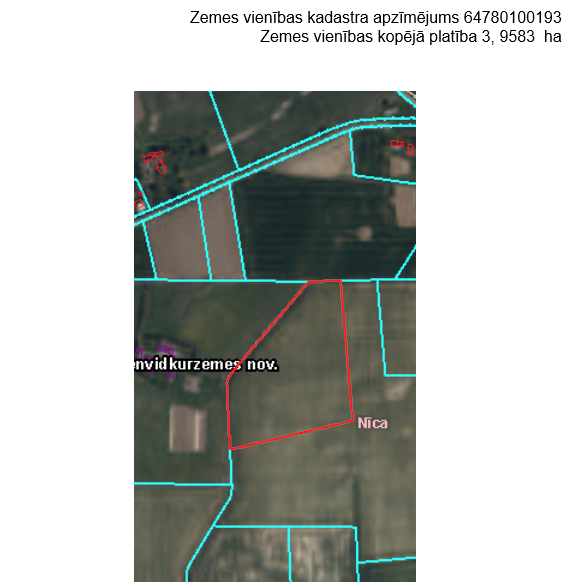 Zemes vienības kadastra apzīmējums 64780100193
Zemes vienības kopējā platība 3, 9583 ha
envidkurzemes nov.
Nīca